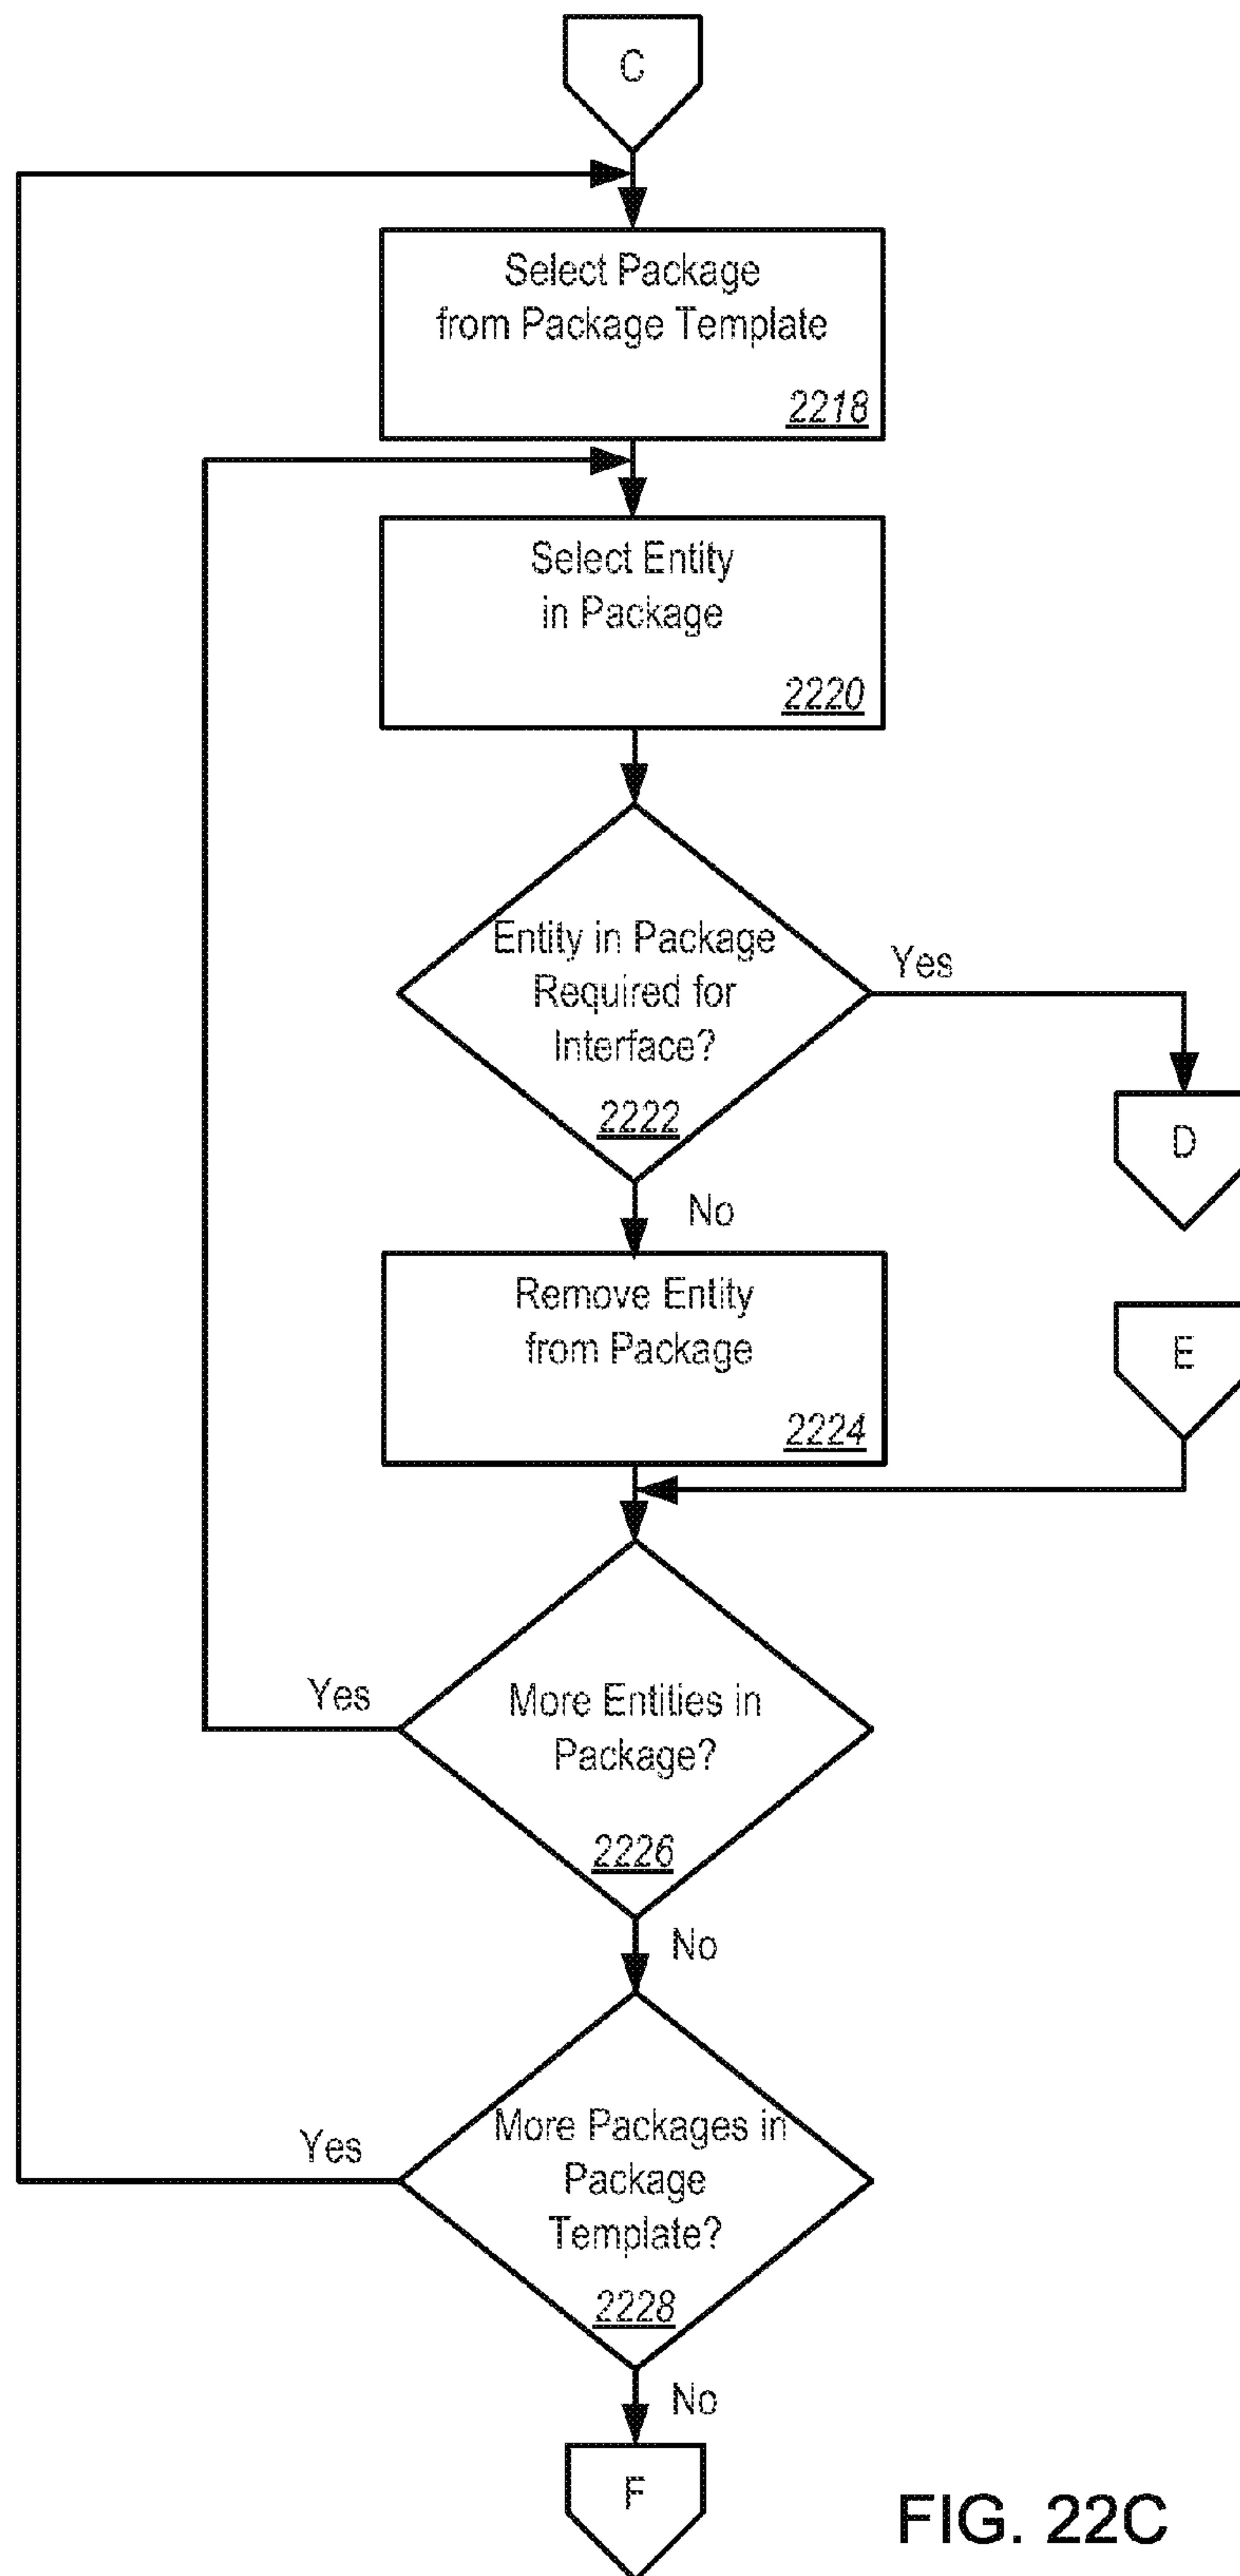 C
Select Package
from Package Template
2218
Select Entity
in Package
2220
Entity in Package
Required for
Interface?
2222
Yes
D
No
Remove Entity
from Package
2224
E
More Entities in
Package?
2226
Yes
No
More Packages in
Package
Template?
2228
Yes
No
F
FIG. 22C